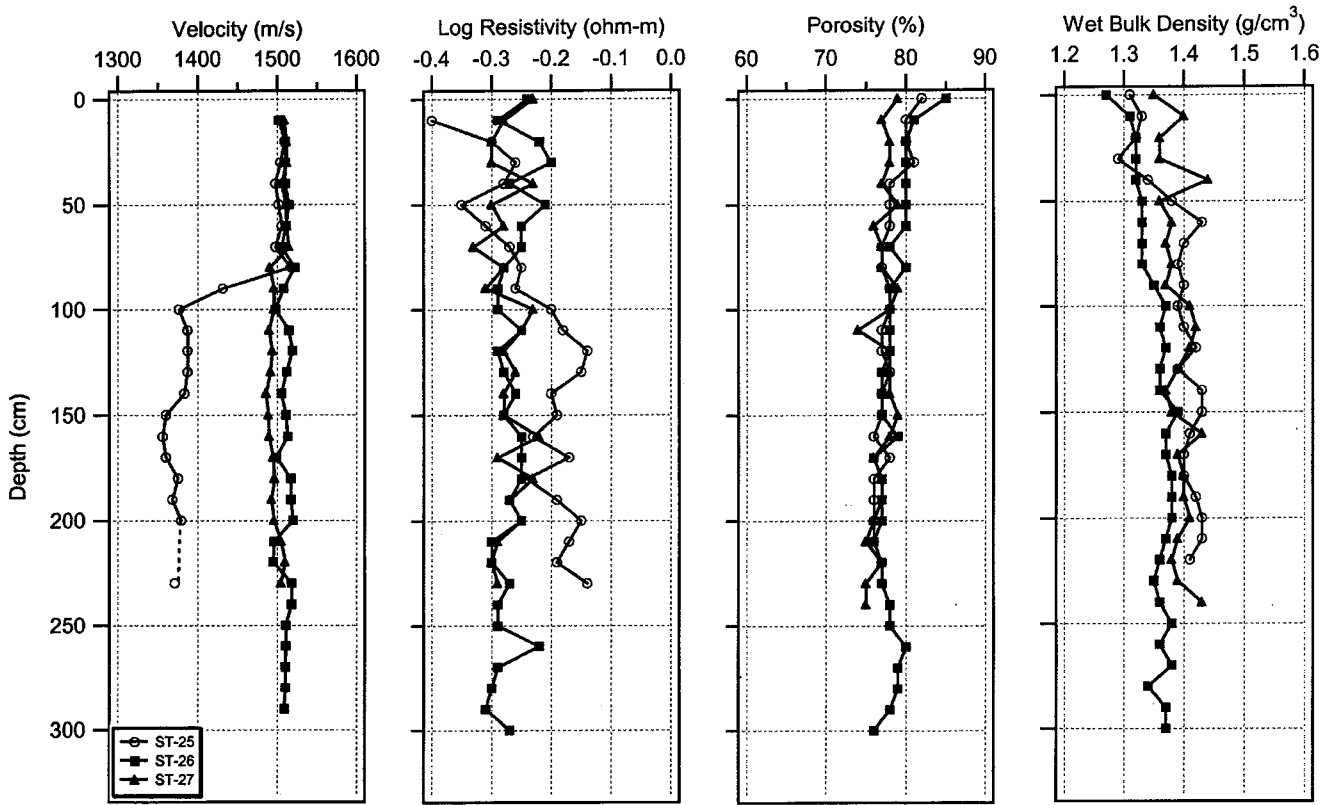 Velocity (m/s)
1300 1400 1500 1600
Log Resistivity (ohm-m)
-0.4 -0.3 -0.2 -0.1 0.0
Porosity (%)
60 70 80 90
Wet Bulk Density (g/cm³)
1.2 1.3 1.4 1.5 1.6
Depth (cm)
0
50
100
150
200
250
300
ST-25
ST-26
ST-27